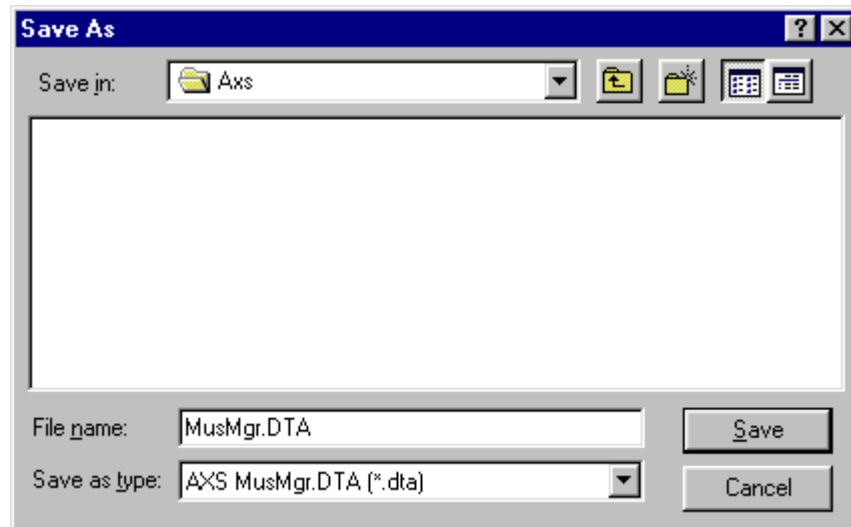 Save As
Save in: Axs
File name: MusMgr.DTA
Save
Save as type: AXS MusMgr.DTA (*.dta)
Cancel